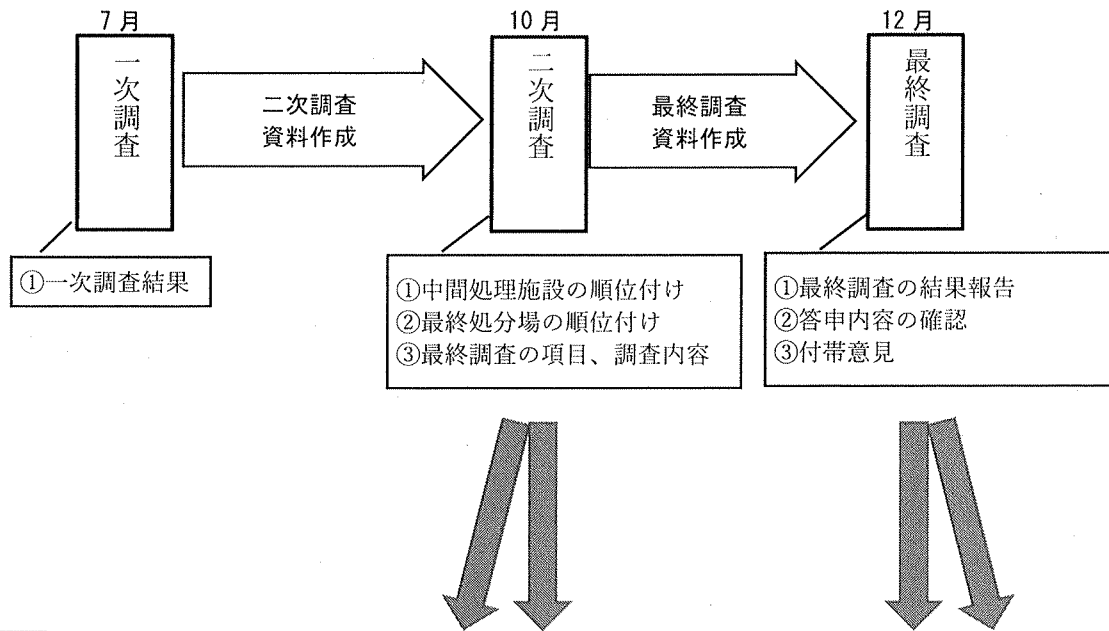 7月
10月
12月
一次調査
二次調査
資料作成
二次調査
最終調査
資料作成
最終調査
①一次調査結果
①中間処理施設の順位付け
②最終処分場の順位付け
③最終調査の項目、調査内容
①最終調査の結果報告
②答申内容の確認
③付帯意見